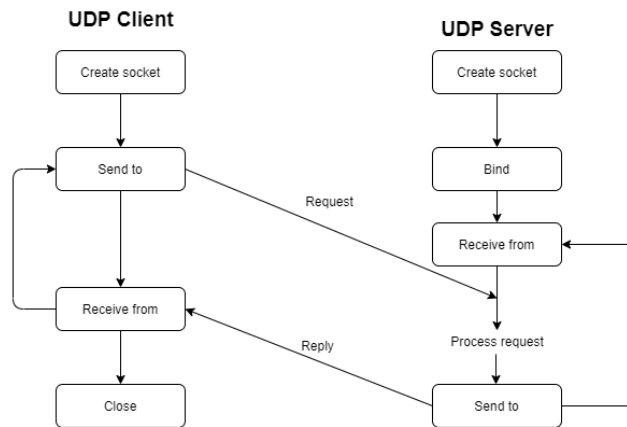 UDP Client
UDP Server
Create socket
Create socket
Send to
Bind
Request
Receive from
Receive from
Process request
Reply
Close
Send to